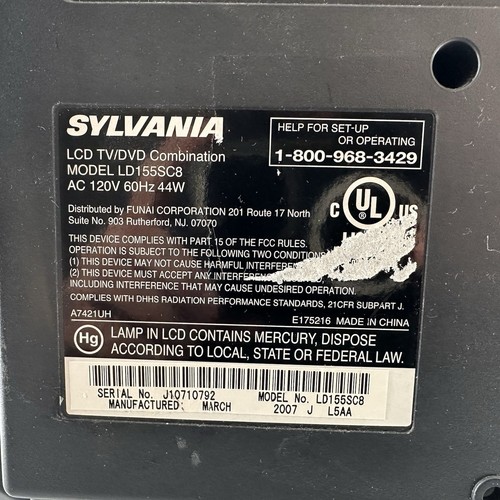 SYLVANIA
LCD TV/DVD Combination
MODEL LD155SC8
AC 120V 60Hz 44W
HELP FOR SET-UP
OR OPERATING
1-800-968-3429
Distributed by FUNAI CORPORATION 201 Route 17 North
Suite No. 903 Rutherford, NJ. 07070
C UL US
THIS DEVICE COMPLIES WITH PART 15 OF THE FCC RULES.
OPERATION IS SUBJECT TO THE FOLLOWING TWO
(1) THIS DEVICE MAY NOT CAUSE HARMFUL
(2) THIS DEVICE MUST ACCEPT ANY
INCLUDING INTERFERENCE THAT MAY CAUSE UNDESIRED OPERATION.
COMPLIES WITH DHHS RADIATION PERFORMANCE STANDARDS, 21CFR SUBPART J.
A7421UH
E175216 MADE IN CHINA
Hg LAMP IN LCD CONTAINS MERCURY, DISPOSE
ACCORDING TO LOCAL, STATE OR FEDERAL LAW.
SERIAL No. J10710792 MODEL No. LD155SC8
MANUFACTURED: MARCH 2007 J L5AA